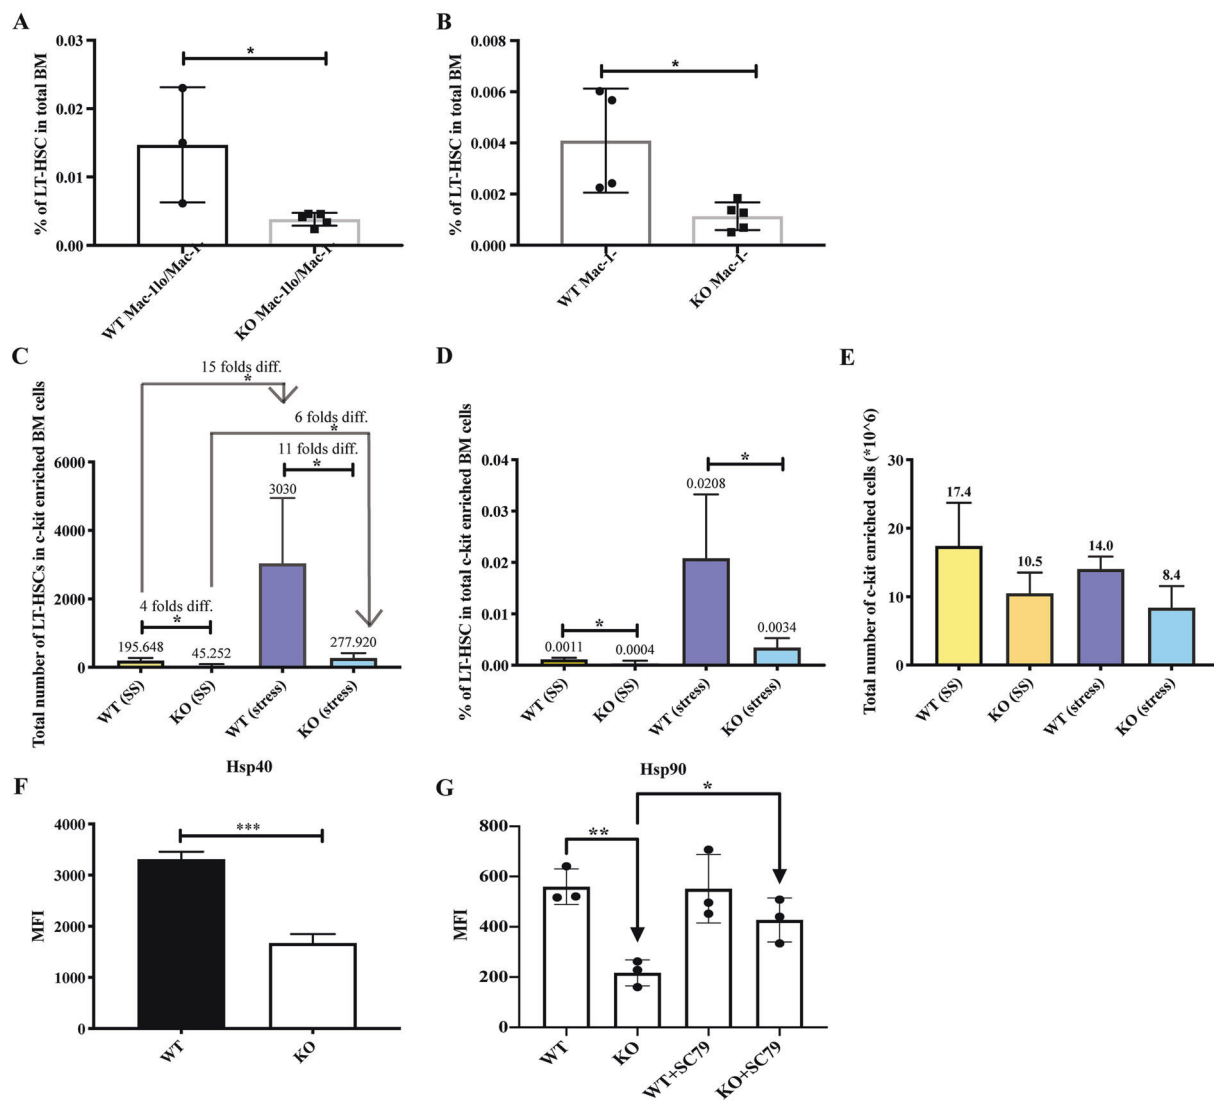 A
% of LT-HSC in total BM
0.03
0.02
0.01
0.00
*
WT Mac-1lo/Mac-1-
KO Mac-1lo/Mac-1-
B
% of LT-HSC in total BM
0.008
0.006
0.004
0.002
0.000
*
WT Mac-1-
KO Mac-1-
C
Total number of LT-HSCs in c-kit enriched BM cells
15 folds diff.
*
6 folds diff.
*
11 folds diff.
*
6000
4000
2000
0
4 folds diff.
*
195.648
45.252
3030
277.920
WT (SS)
KO (SS)
WT (stress)
KO (stress)
D
% of LT-HSC in total c-kit enriched BM cells
0.04
0.03
0.02
0.01
0.00
*
*
0.0011
0.0004
0.0208
0.0034
WT (SS)
KO (SS)
WT (stress)
KO (stress)
E
Total number of c-kit enriched cells (*10^6)
30
20
10
0
17.4
10.5
14.0
8.4
WT (SS)
KO (SS)
WT (stress)
KO (stress)
F
Hsp40
MFI
4000
3000
2000
1000
0
***
WT
KO
G
Hsp90
MFI
800
600
400
200
0
**
*
WT
KO
WT+SC79
KO+SC79